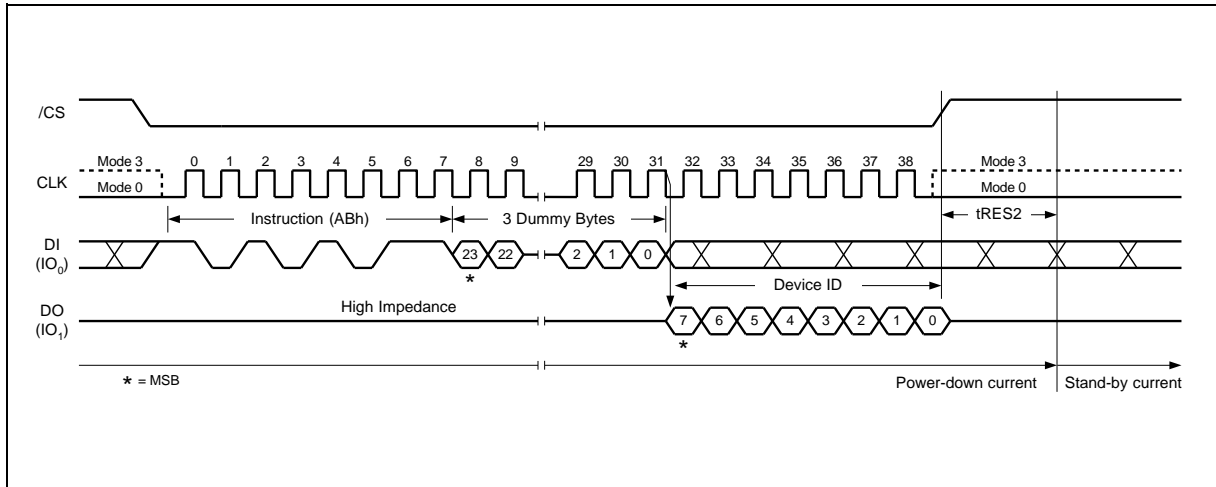 /CS
Mode 3 0 1 2 3 4 5 6 7 8 9 29 30 31 32 33 34 35 36 37 38 Mode 3
CLK
Mode 0 Mode 0
Instruction (ABh) 3 Dummy Bytes tRES2
DI
(IO0)
23 22 2 1 0
*
Device ID
High Impedance
DO
(IO1)
7 6 5 4 3 2 1 0
*
* = MSB
Power-down current Stand-by current